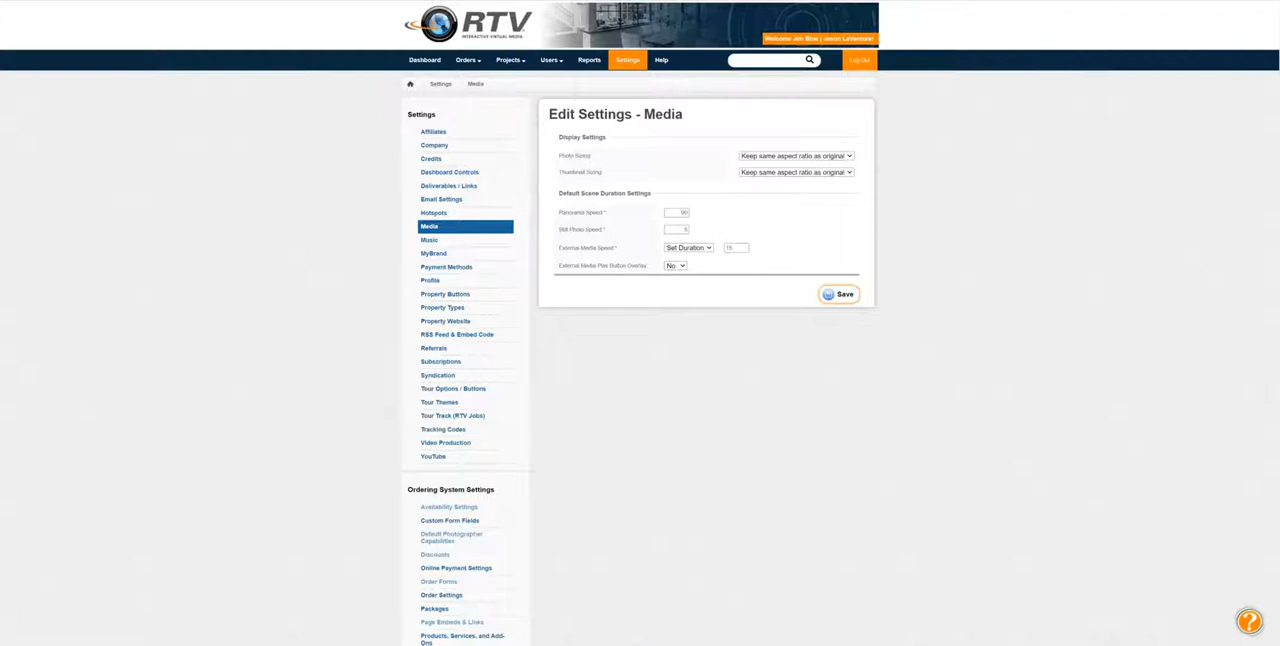 RTV
INTERACTIVE VIRTUAL MEDIA
Welcome Jim Blue | Jason LaVenture!
Dashboard Orders Projects Users Reports Settings Help Log Out
Settings Media
Settings
Affiliates
Company
Credits
Dashboard Controls
Deliverables / Links
Email Settings
Hotspots
Media
Music
MyBrand
Payment Methods
Profile
Property Buttons
Property Types
Property Website
RSS Feed & Embed Code
Referrals
Subscriptions
Syndication
Tour Options / Buttons
Tour Themes
Tour Track (RTV Jobs)
Tracking Codes
Video Production
YouTube
Ordering System Settings
Availability Settings
Custom Form Fields
Default Photographer
Capabilities
Discounts
Online Payment Settings
Order Forms
Order Settings
Packages
Page Embeds & Links
Products, Services, and Add-
Ons
Edit Settings - Media
Display Settings
Photo Sizing: Keep same aspect ratio as original
Thumbnail Sizing: Keep same aspect ratio as original
Default Scene Duration Settings
Panorama Speed* 90
Still Photo Speed* 5
External Media Speed* Set Duration 15
External Media Play Button Overlay No
Save
?